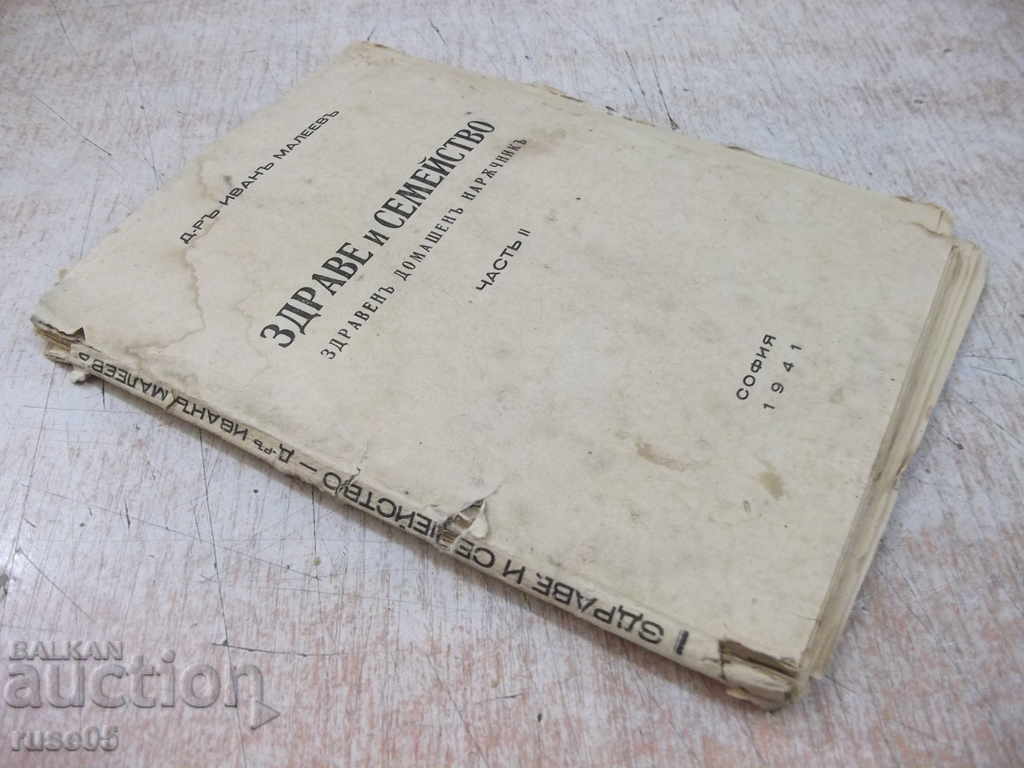 Д-РЪ ИВАНЪ МАЛЕЕВЪ
ЗДРАВЕ И СЕМЕЙСТВО
ЗДРАВЕНЪ ДОМАШЕНЪ НАРѪЧНИКЪ
ЧАСТЬ II
СОФИЯ
1941
ЗДРАВЕ И СЕМЕЙСТВО — Д-РЪ ИВАНЪ МАЛЕЕВЪ
BALKAN
auction
ruse05